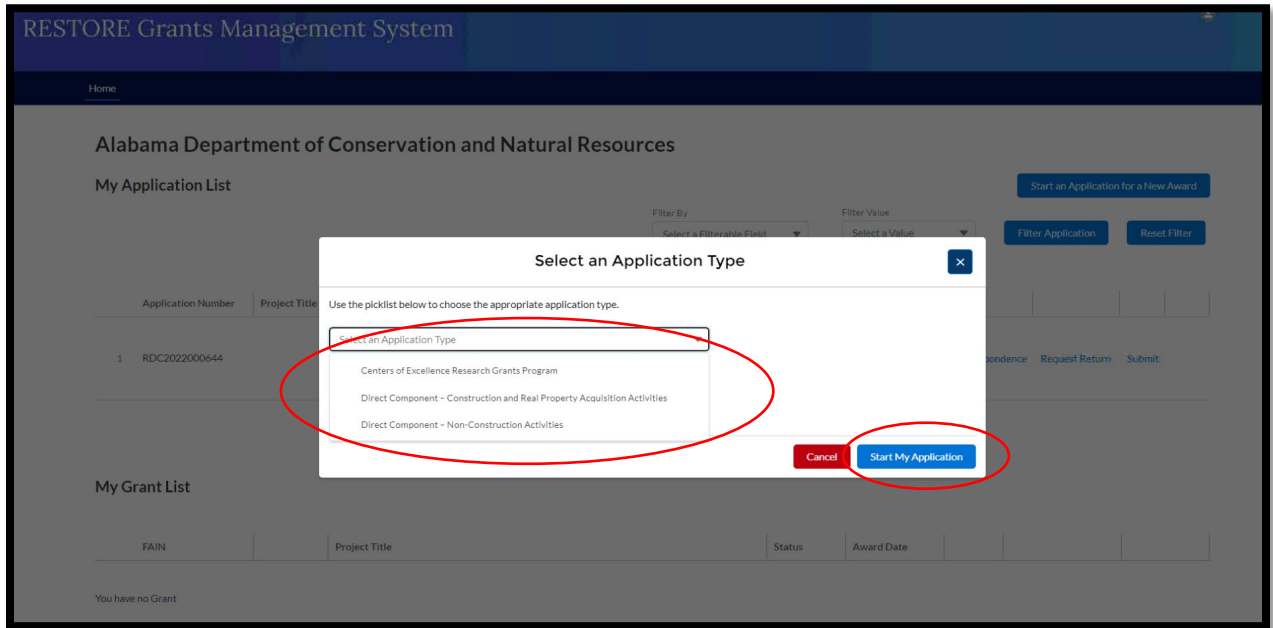 RESTORE Grants Management System
Home
Alabama Department of Conservation and Natural Resources
My Application List
Start an Application for a New Award
Filter By
Filter Value
Select a Filterable Field
Select a Value
Filter Application
Reset Filter
Select an Application Type
Application Number
Project Title
Use the picklist below to choose the appropriate application type.
Select an Application Type
1
RDC2022000644
pondence
Request Return
Submit
Centers of Excellence Research Grants Program
Direct Component – Construction and Real Property Acquisition Activities
Direct Component – Non-Construction Activities
Cancel
Start My Application
My Grant List
FAIN
Project Title
Status
Award Date
You have no Grant